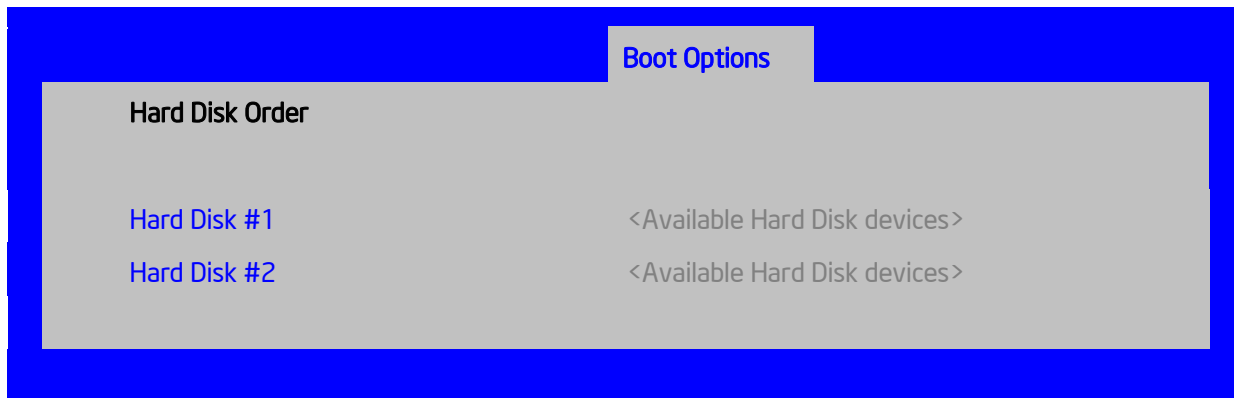 Boot Options
Hard Disk Order
Hard Disk #1 <Available Hard Disk devices>
Hard Disk #2 <Available Hard Disk devices>